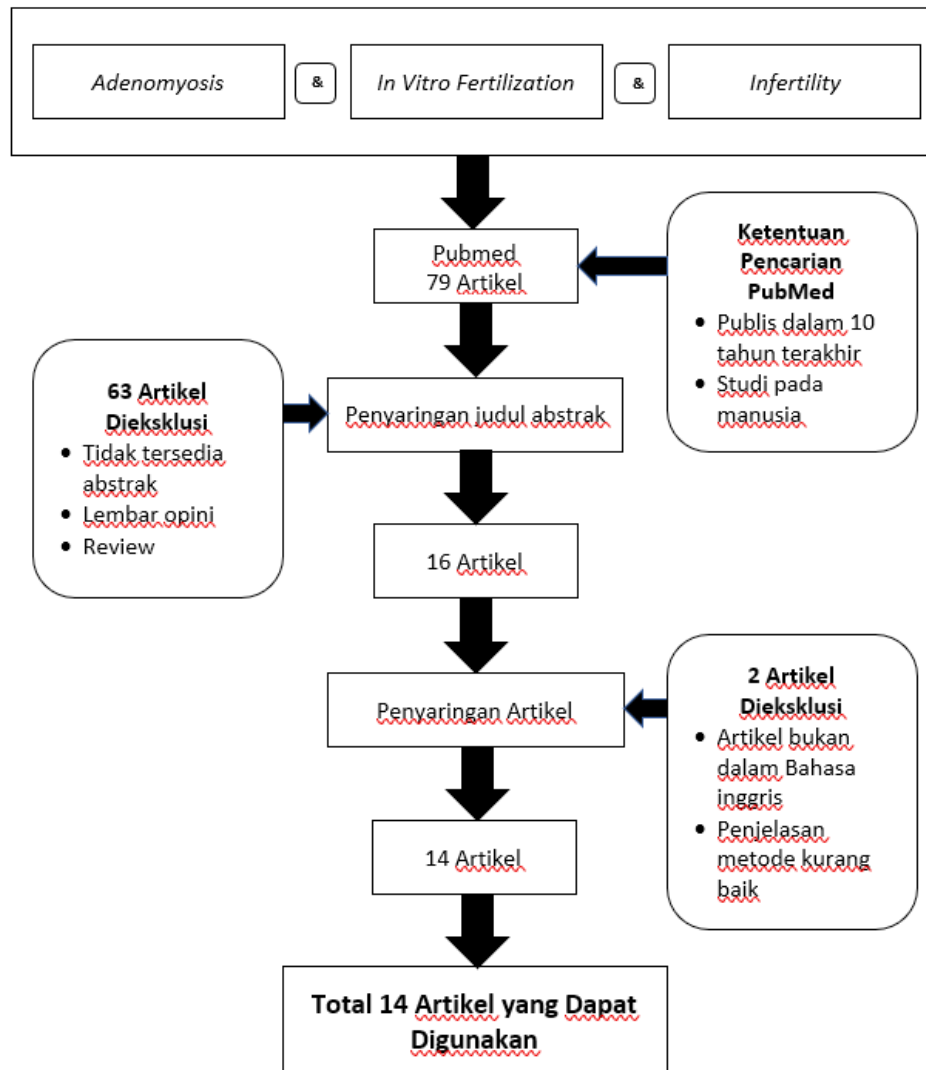 Adenomyosis & In Vitro Fertilization & Infertility
Pubmed
79 Artikel
Ketentuan
Pencarian
PubMed
• Publis dalam 10
tahun terakhir
• Studi pada
manusia
63 Artikel
Dieksklusi
• Tidak tersedia
abstrak
• Lembar opini
• Review
Penyaringan judul abstrak
16 Artikel
Penyaringan Artikel
2 Artikel
Dieksklusi
• Artikel bukan
dalam Bahasa
inggris
• Penjelasan
metode kurang
baik
14 Artikel
Total 14 Artikel yang Dapat
Digunakan